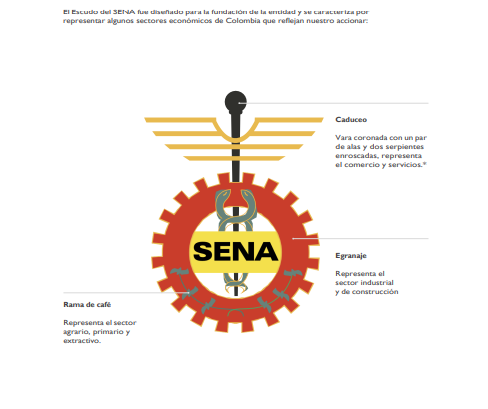 El Escudo del SENA fue diseñado para la fundación de la entidad y se caracteriza por
representar algunos sectores económicos de Colombia que reflejan nuestro accionar:
Caduceo
Vara coronada con un par
de alas y dos serpientes
enroscadas, representa
el comercio y servicios.*
SENA
Egranaje
Representa el
sector industrial
y de construcción
Rama de café
Representa el sector
agrario, primario y
extractivo.